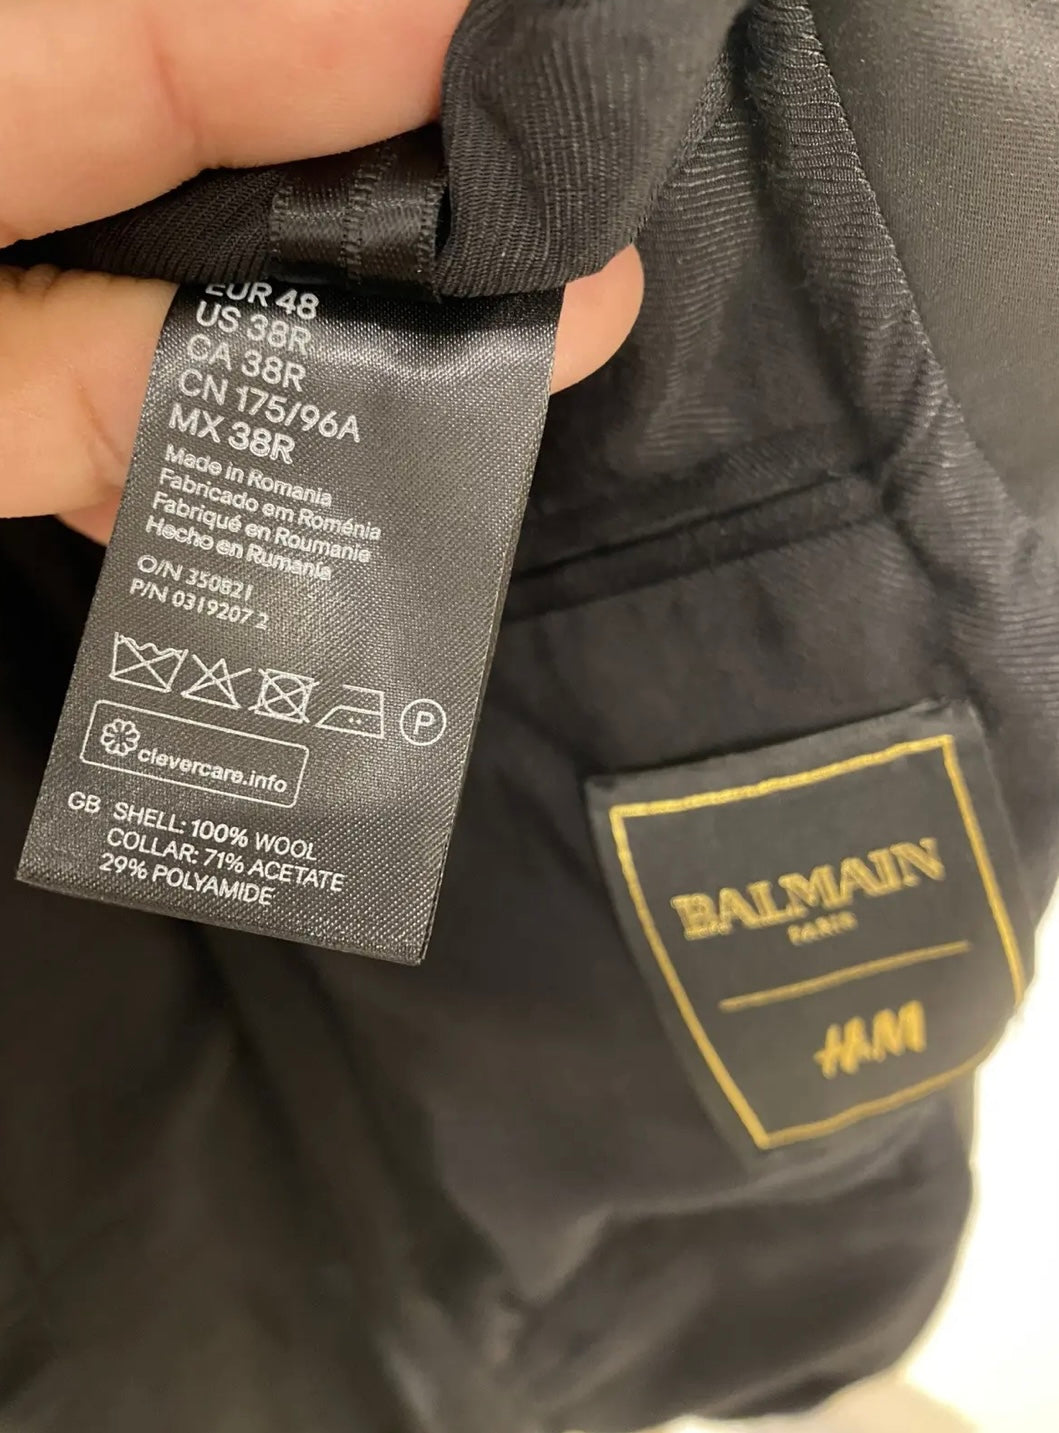 EUR 48
US 38R
CA 38R
CN 175/96A
MX 38R
Made in Romania
Fabricado em Roménia
Fabriqué en Roumanie
Hecho en Rumanía
O/N 350821
P/N 0319207 2
P
clevercare.info
GB SHELL: 100% WOOL
COLLAR: 71% ACETATE
29% POLYAMIDE
BALMAIN
PARIS
H&M